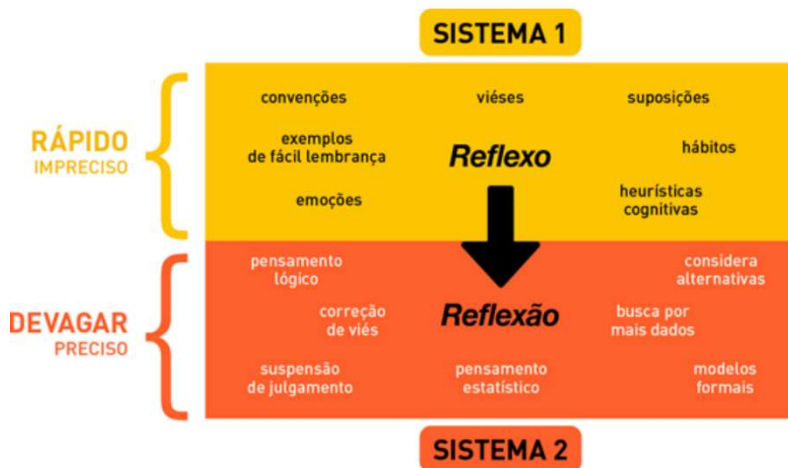 SISTEMA 1
RÁPIDO
IMPRECISO
convenções
viéses
suposições
exemplos
de fácil lembrança
Reflexo
hábitos
emoções
heurísticas
cognitivas
DEVAGAR
PRECISO
pensamento
lógico
considera
alternativas
correção
de viés
Reflexão
busca por
mais dados
suspensão
de julgamento
pensamento
estatístico
modelos
formais
SISTEMA 2